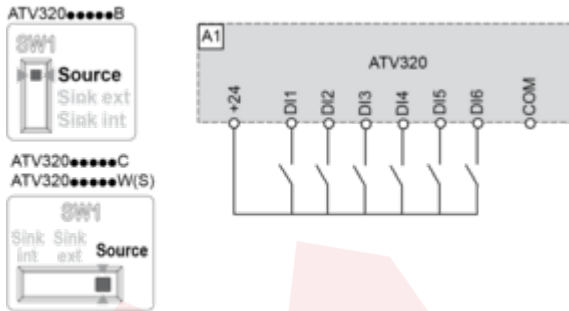 ATV320●●●●●B
SW1
Source
Sink ext
Sink int
ATV320●●●●●C
ATV320●●●●●W(S)
SW1
Sink int
Sink ext
Source
A1
ATV320
+24
DI1
DI2
DI3
DI4
DI5
DI6
COM